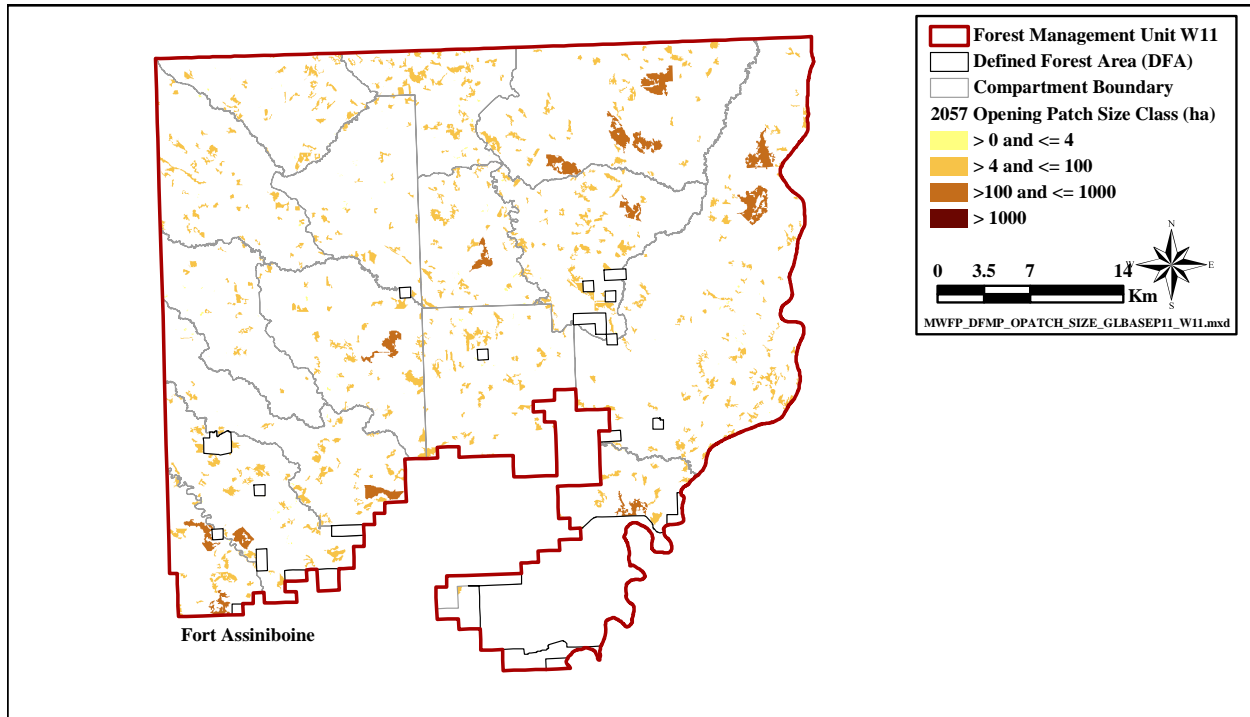 Forest Management Unit W11
Defined Forest Area (DFA)
Compartment Boundary
2057 Opening Patch Size Class (ha)
> 0 and <= 4
> 4 and <= 100
>100 and <= 1000
> 1000
N
W
E
S
0 3.5 7 14
Km
MWFP_DFMP_OPATCH_SIZE_GLBASEP11_W11.mxd
Fort Assiniboine